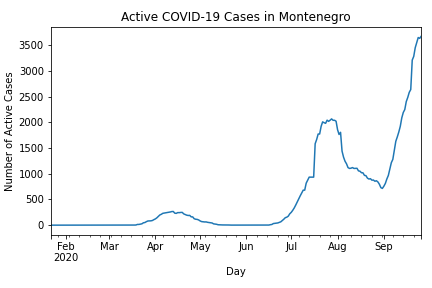 Active COVID-19 Cases in Montenegro
Number of Active Cases
3500
3000
2500
2000
1500
1000
500
0
Feb Mar Apr May Jun Jul Aug Sep
2020
Day